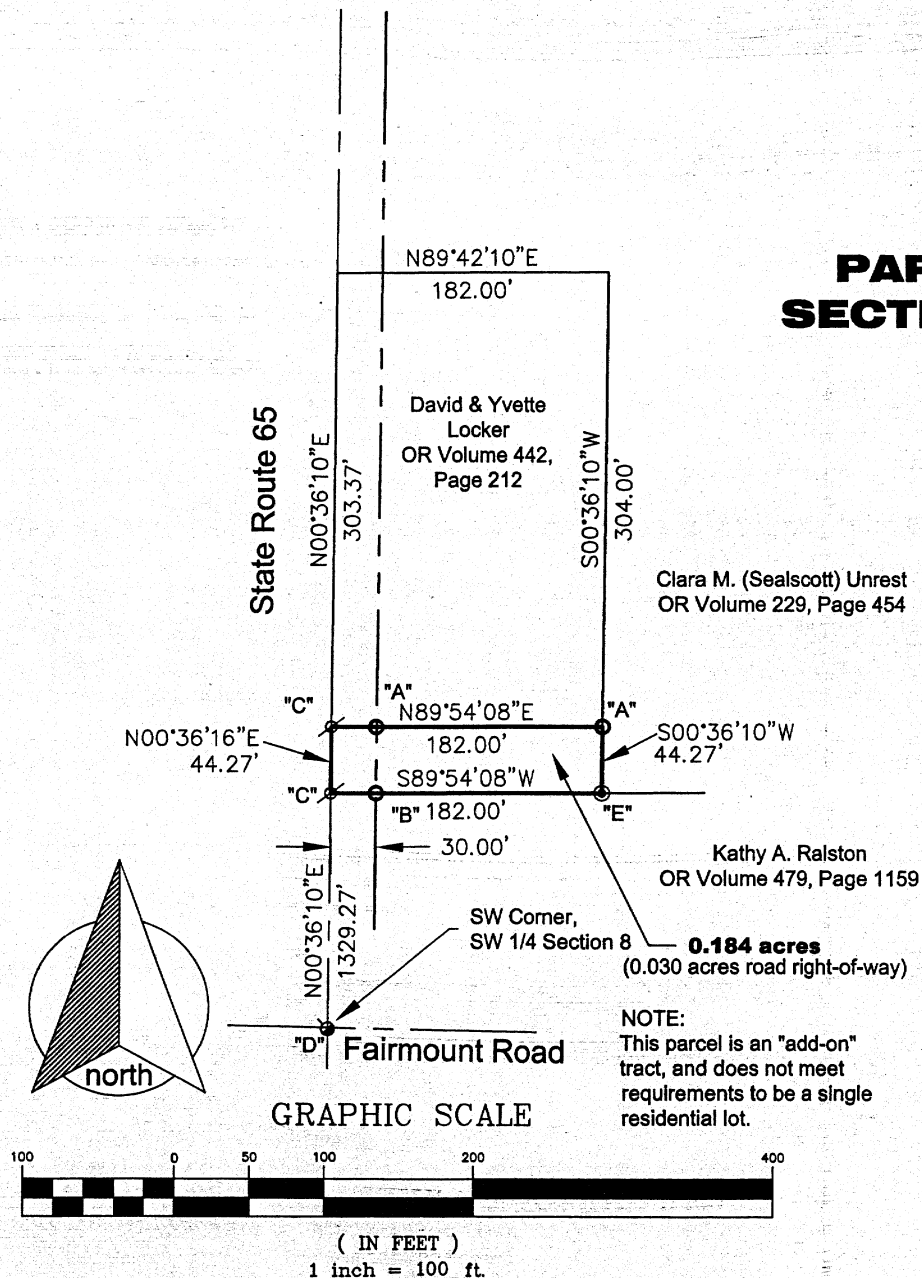 N89°42'10"E
182.00'
PAR
SECTI
David & Yvette
Locker
OR Volume 442,
Page 212
State Route 65
N00°36'10"E
303.37'
S00°36'10"W
304.00'
Clara M. (Sealscott) Unrest
OR Volume 229, Page 454
"C"
"A"
N89°54'08"E
182.00'
"A"
N00°36'16"E
44.27'
S00°36'10"W
44.27'
"C"
S89°54'08"W
182.00'
"B"
"E"
30.00'
Kathy A. Ralston
OR Volume 479, Page 1159
N00°36'10"E
1329.27'
SW Corner,
SW 1/4 Section 8
0.184 acres
(0.030 acres road right-of-way)
"D"
Fairmount Road
north
NOTE:
This parcel is an "add-on"
tract, and does not meet
requirements to be a single
residential lot.
GRAPHIC SCALE
100 0 50 100 200 400
( IN FEET )
1 inch = 100 ft.